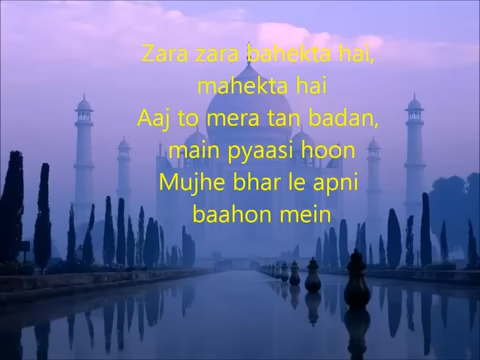 Zara zara bahekta hai,
mahekta hai
Aaj to mera tan badan,
main pyaasi hoon
Mujhe bhar le apni
baahon mein